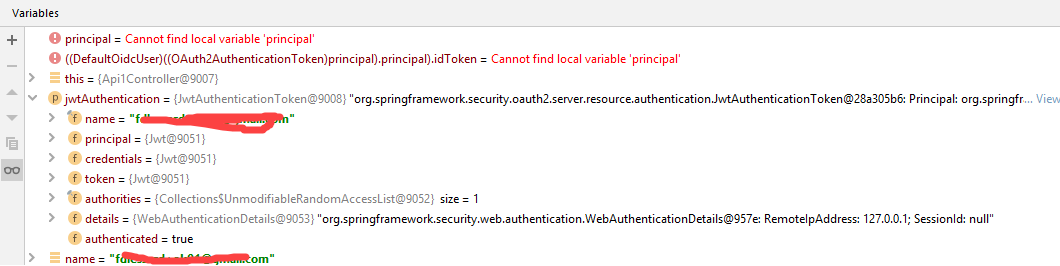 Variables
principal = Cannot find local variable 'principal'
((DefaultOidcUser)((OAuth2AuthenticationToken)principal).principal).idToken = Cannot find local variable 'principal'
this = {Api1Controller@9007}
p jwtAuthentication = {JwtAuthenticationToken@9008} "org.springframework.security.oauth2.server.resource.authentication.JwtAuthenticationToken@28a305b6: Principal: org.springfr... View
f name = "com"
f principal = {Jwt@9051}
f credentials = {Jwt@9051}
f token = {Jwt@9051}
f authorities = {Collections$UnmodifiableRandomAccessList@9052} size = 1
f details = {WebAuthenticationDetails@9053} "org.springframework.security.web.authentication.WebAuthenticationDetails@957e: RemoteIpAddress: 127.0.0.1; SessionId: null"
f authenticated = true
name = ".com"